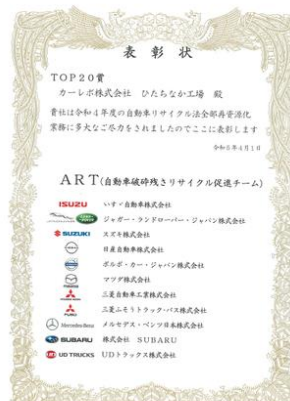 表彰状
TOP20賞
カーレポ株式会社 ひたちなか工場 殿
貴社は令和4年度の自動車リサイクル法全部再資源化
業務に多大なご尽力をされましたのでここに表彰します
令和5年4月1日
ART(自動車破砕残さリサイクル促進チーム)
ISUZU いすゞ自動車株式会社
ジャガー・ランドローバー・ジャパン株式会社
SUZUKI スズキ株式会社
日産自動車株式会社
ボルボ・カー・ジャパン株式会社
マツダ株式会社
三菱自動車工業株式会社
FUSO 三菱ふそうトラック・バス株式会社
Mercedes-Benz メルセデス・ベンツ日本株式会社
SUBARU 株式会社 SUBARU
UD TRUCKS UDトラックス株式会社